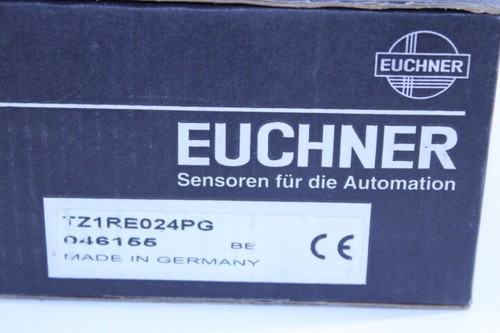 EUCHNER
EUCHNER
Sensoren für die Automation
TZ1RE024PG
046155 BE
MADE IN GERMANY
CE